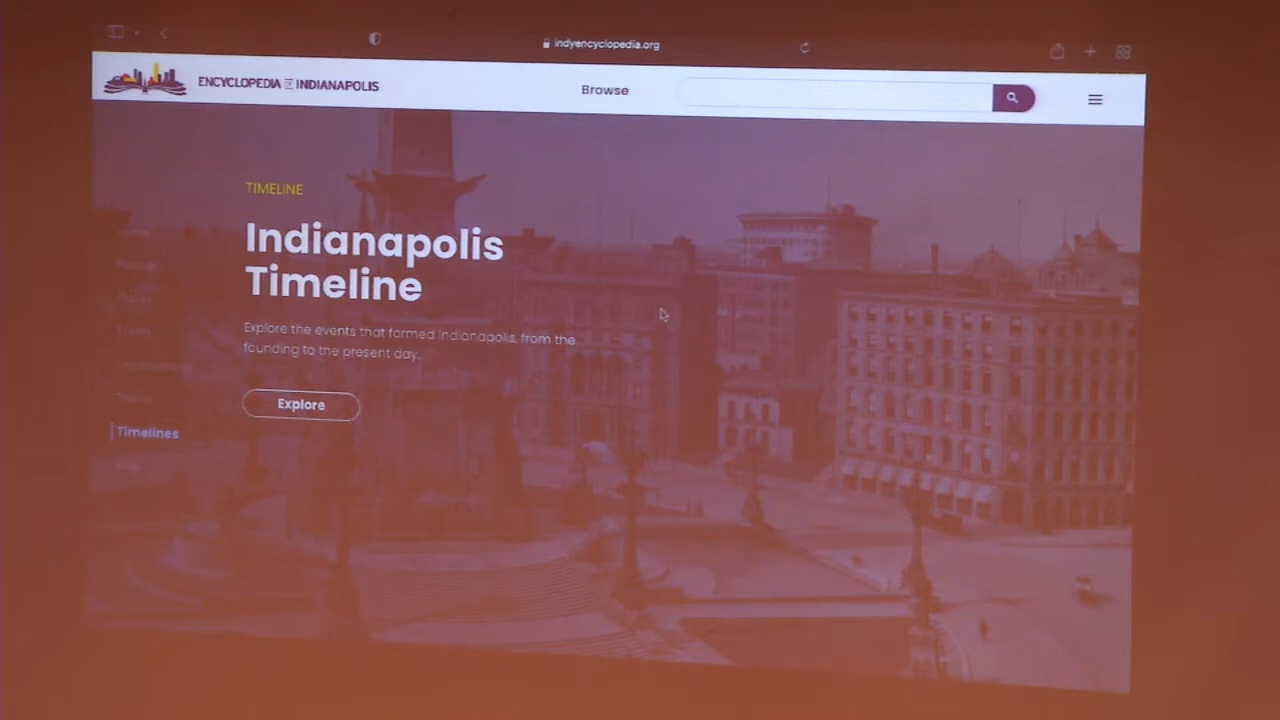 indyencyclopedia.org
ENCYCLOPEDIA OF INDIANAPOLIS
Browse
TIMELINE
Indianapolis
Timeline
Explore the events that formed Indianapolis, from the
founding to the present day.
Explore
Timelines